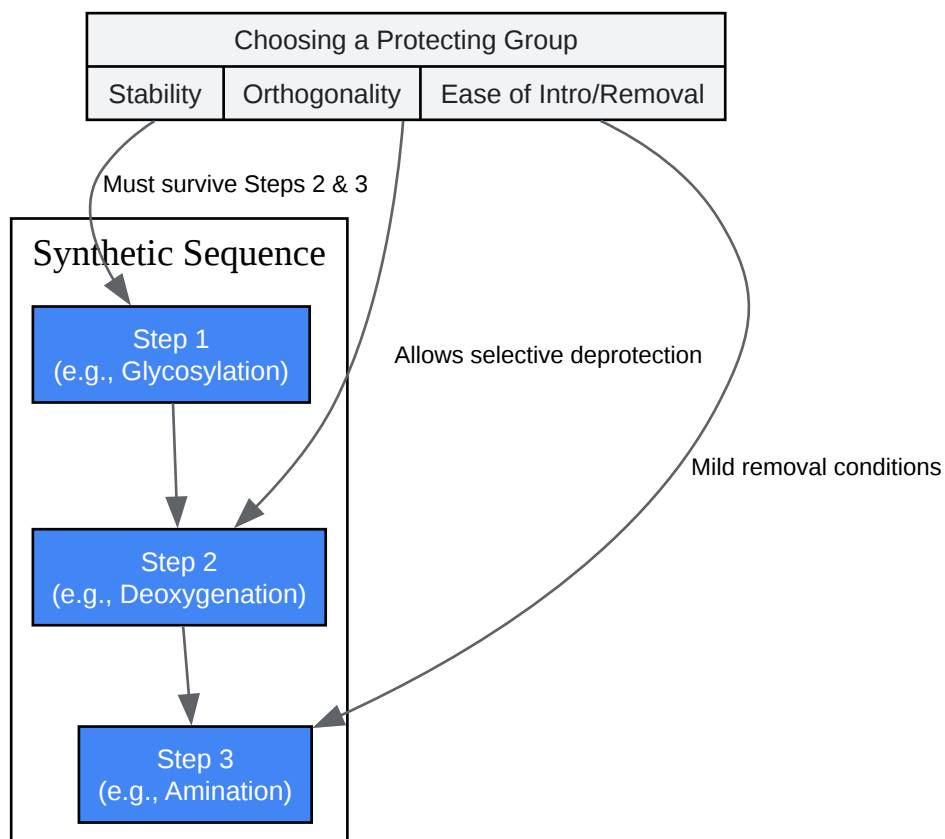 Choosing a Protecting Group
Stability
Orthogonality
Ease of Intro/Removal
Must survive Steps 2 & 3
Synthetic Sequence
Step 1
(e.g., Glycosylation)
Allows selective deprotection
Mild removal conditions
Step 2
(e.g., Deoxygenation)
Step 3
(e.g., Amination)